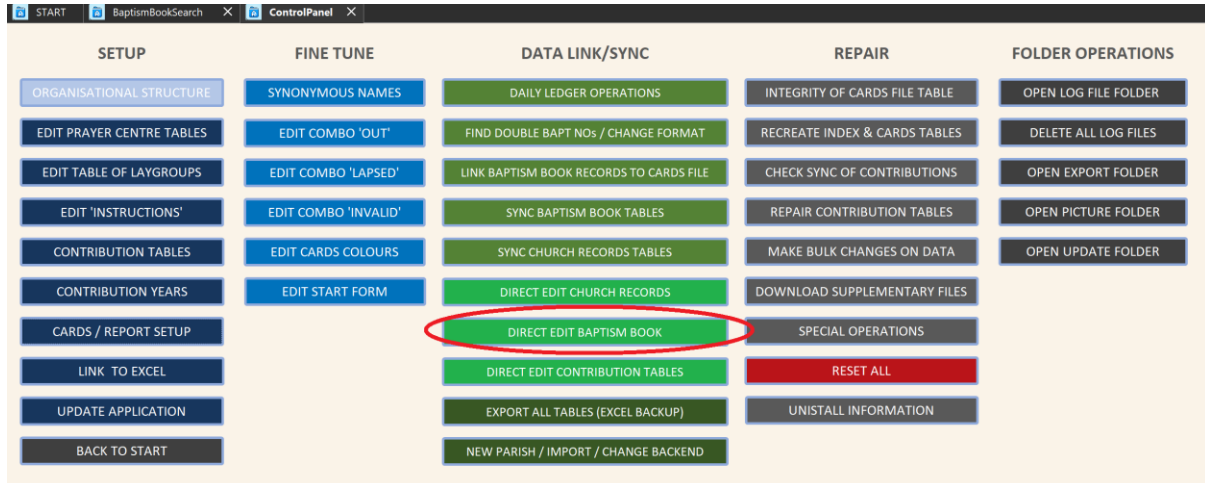 START BaptismBookSearch X ControlPanel X
SETUP
ORGANISATIONAL STRUCTURE
EDIT PRAYER CENTRE TABLES
EDIT TABLE OF LAYGROUPS
EDIT 'INSTRUCTIONS'
CONTRIBUTION TABLES
CONTRIBUTION YEARS
CARDS / REPORT SETUP
LINK TO EXCEL
UPDATE APPLICATION
BACK TO START
FINE TUNE
SYNONYMOUS NAMES
EDIT COMBO 'OUT'
EDIT COMBO 'LAPSED'
EDIT COMBO 'INVALID'
EDIT CARDS COLOURS
EDIT START FORM
DATA LINK/SYNC
DAILY LEDGER OPERATIONS
FIND DOUBLE BAPT NOs / CHANGE FORMAT
LINK BAPTISM BOOK RECORDS TO CARDS FILE
SYNC BAPTISM BOOK TABLES
SYNC CHURCH RECORDS TABLES
DIRECT EDIT CHURCH RECORDS
DIRECT EDIT BAPTISM BOOK
DIRECT EDIT CONTRIBUTION TABLES
EXPORT ALL TABLES (EXCEL BACKUP)
NEW PARISH / IMPORT / CHANGE BACKEND
REPAIR
INTEGRITY OF CARDS FILE TABLE
RECREATE INDEX & CARDS TABLES
CHECK SYNC OF CONTRIBUTIONS
REPAIR CONTRIBUTION TABLES
MAKE BULK CHANGES ON DATA
DOWNLOAD SUPPLEMENTARY FILES
SPECIAL OPERATIONS
RESET ALL
UNISTALL INFORMATION
FOLDER OPERATIONS
OPEN LOG FILE FOLDER
DELETE ALL LOG FILES
OPEN EXPORT FOLDER
OPEN PICTURE FOLDER
OPEN UPDATE FOLDER